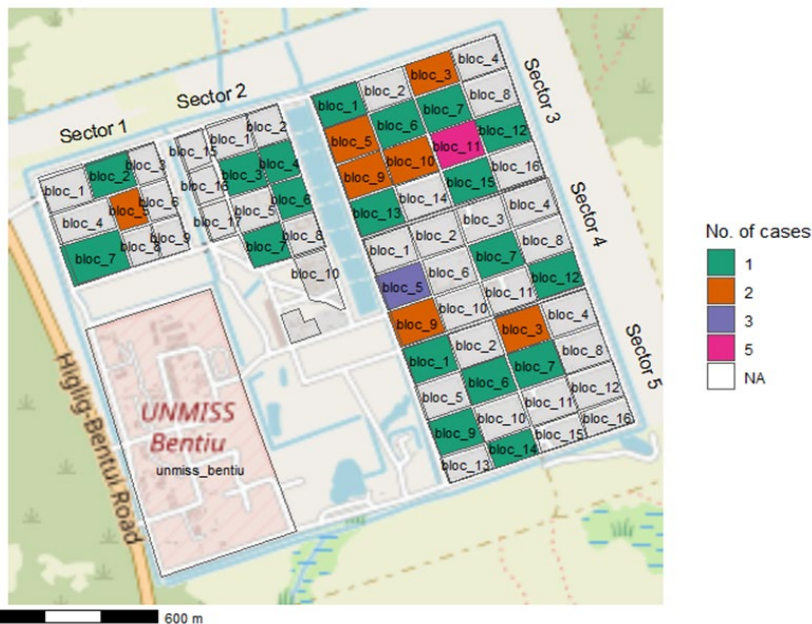 Sector 1
Sector 2
Sector 3
Sector 4
Sector 5
bloc_1
bloc_2
bloc_3
bloc_4
bloc_5
bloc_6
bloc_7
bloc_8
bloc_9
bloc_15
bloc_1
bloc_2
bloc_16
bloc_3
bloc_4
bloc_17
bloc_5
bloc_6
bloc_7
bloc_8
bloc_10
bloc_1
bloc_2
bloc_3
bloc_4
bloc_5
bloc_6
bloc_7
bloc_8
bloc_9
bloc_10
bloc_11
bloc_12
bloc_13
bloc_14
bloc_15
bloc_16
bloc_1
bloc_2
bloc_3
bloc_4
bloc_5
bloc_6
bloc_7
bloc_8
bloc_9
bloc_10
bloc_11
bloc_12
bloc_1
bloc_2
bloc_3
bloc_4
bloc_5
bloc_6
bloc_7
bloc_8
bloc_9
bloc_10
bloc_11
bloc_12
bloc_13
bloc_14
bloc_15
bloc_16
UNMISS
Bentiu
unmiss_bentiu
Higlig-Bentui Road
600 m
No. of cases
1
2
3
5
NA